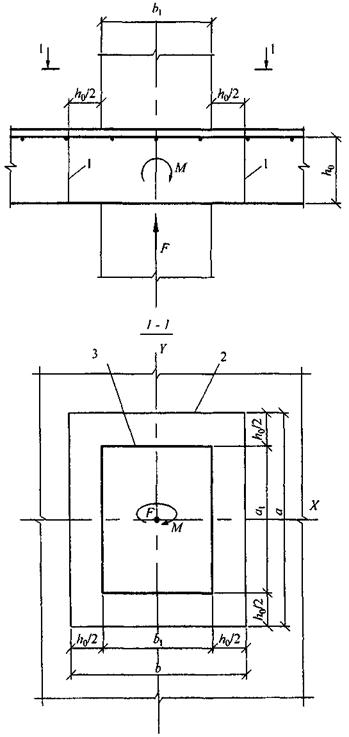 b₁
1 1
h₀/2 h₀/2
1 M 1
h₀
F
1 - 1
Y
3 2
h₀/2
F
M
X
a₁
a
h₀/2
h₀/2 b₁ h₀/2
b